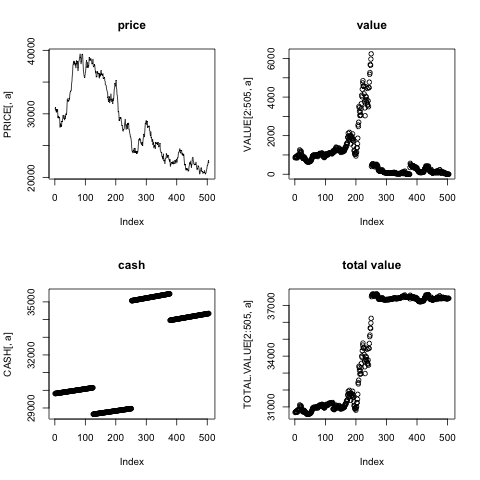 price
PRICE[, a]
20000 30000 40000
0 100 200 300 400 500
Index
value
VALUE[2:505, a]
0 2000 4000 6000
0 100 200 300 400 500
Index
cash
CASH[, a]
29000 32000 35000
0 100 200 300 400 500
Index
total value
TOTAL.VALUE[2:505, a]
31000 34000 37000
0 100 200 300 400 500
Index